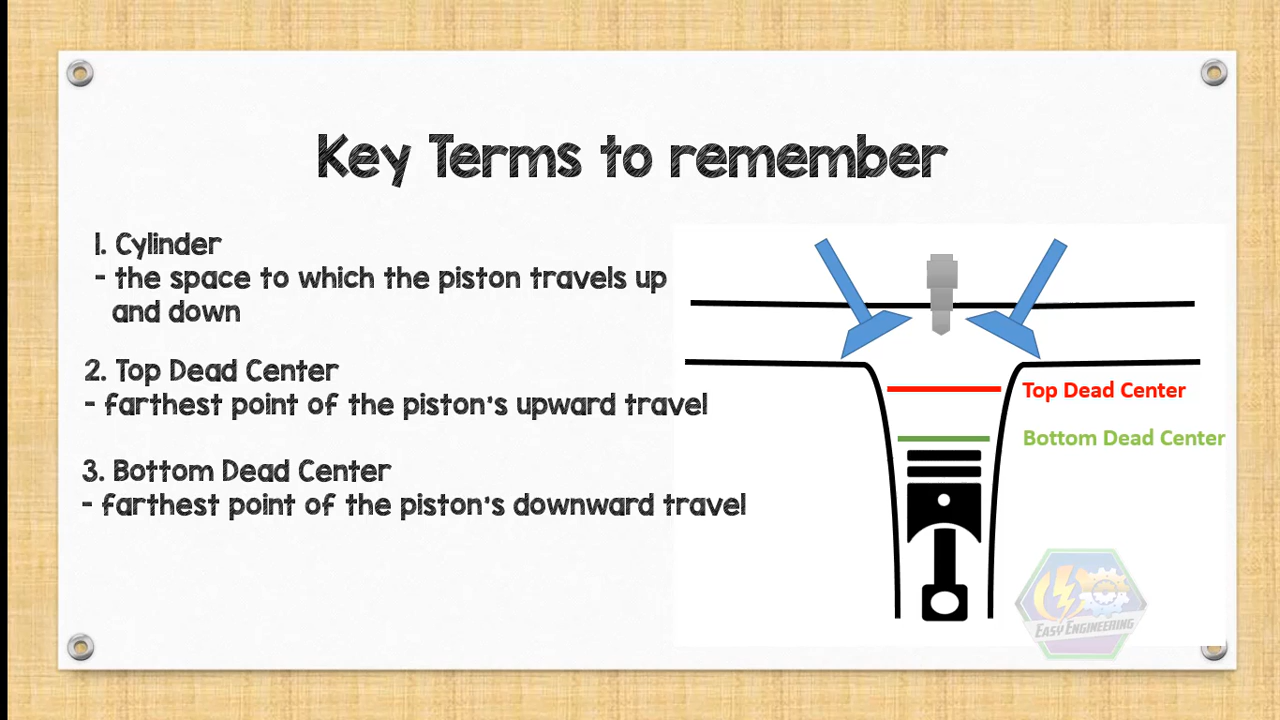 Key Terms to remember
1. Cylinder
- the space to which the piston travels up
and down
2. Top Dead Center
- farthest point of the piston's upward travel
3. Bottom Dead Center
- farthest point of the piston's downward travel
Top Dead Center
Bottom Dead Center
EASY ENGINEERING